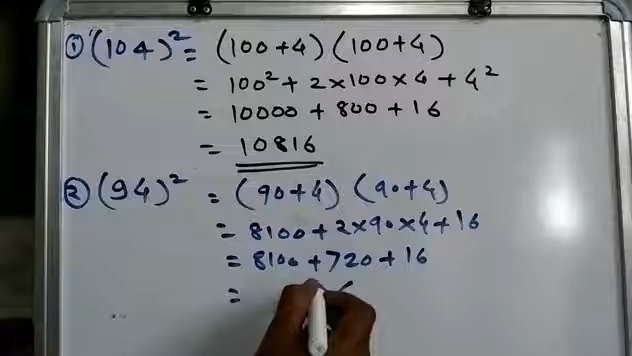 ① (104)² = (100+4) (100+4)
= 100² + 2×100×4 + 4²
= 10000 + 800 + 16
= 10816
② (94)² = (90+4) (90+4)
= 8100 + 2×90×4 + 16
= 8100 + 720 + 16
=